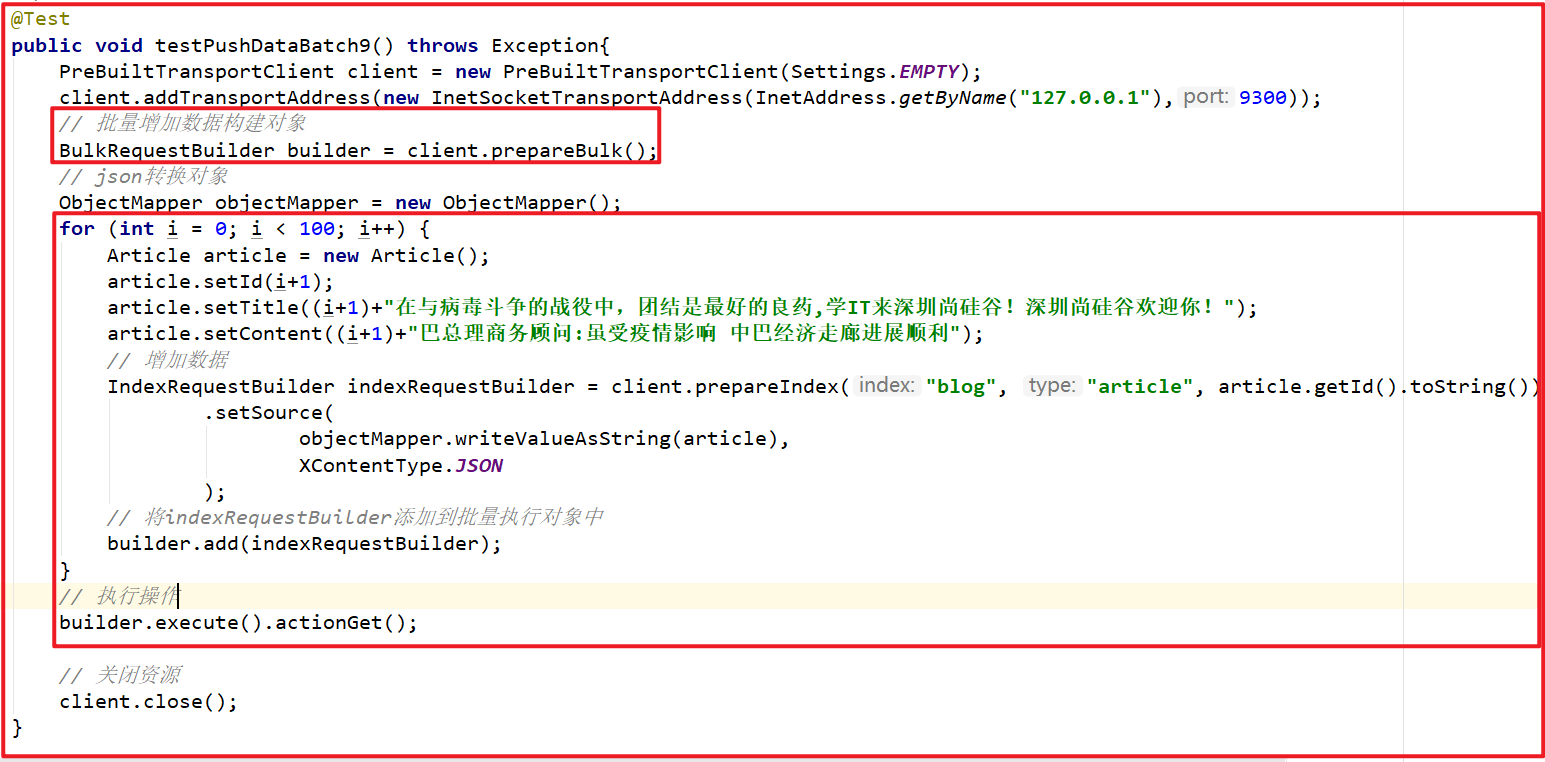 @Test
public void testPushDataBatch9() throws Exception{
PreBuiltTransportClient client = new PreBuiltTransportClient(Settings.EMPTY);
client.addTransportAddress(new InetSocketTransportAddress(InetAddress.getByName("127.0.0.1"), port: 9300));
// 批量增加数据构建对象
BulkRequestBuilder builder = client.prepareBulk();
// json转换对象
ObjectMapper objectMapper = new ObjectMapper();
for (int i = 0; i < 100; i++) {
Article article = new Article();
article.setId(i+1);
article.setTitle((i+1)+"在与病毒斗争的战役中，团结是最好的良药,学IT来深圳尚硅谷！深圳尚硅谷欢迎你！");
article.setContent((i+1)+"巴总理商务顾问:虽受疫情影响 中巴经济走廊进展顺利");
// 增加数据
IndexRequestBuilder indexRequestBuilder = client.prepareIndex( index: "blog", type: "article", article.getId().toString())
.setSource(
objectMapper.writeValueAsString(article),
XContentType.JSON
);
// 将indexRequestBuilder添加到批量执行对象中
builder.add(indexRequestBuilder);
}
// 执行操作
builder.execute().actionGet();
// 关闭资源
client.close();
}